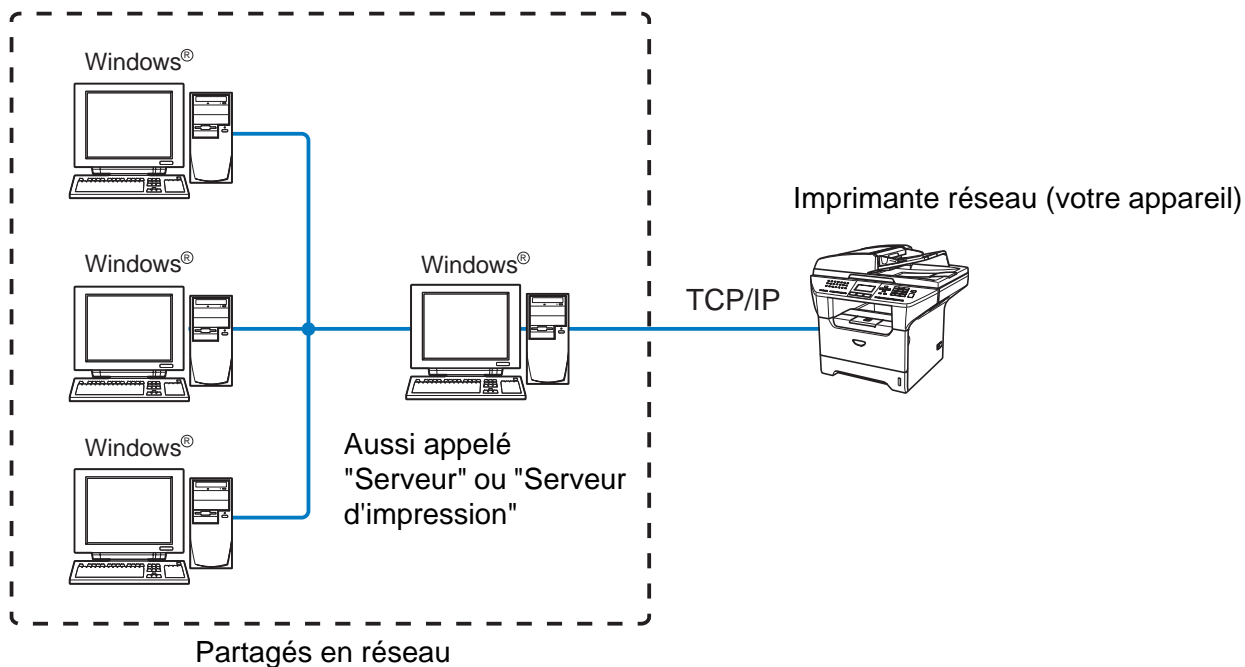 Windows®
Windows®
Windows®
Windows®
Aussi appelé
"Serveur" ou "Serveur
d'impression"
TCP/IP
Imprimante réseau (votre appareil)
Partagés en réseau